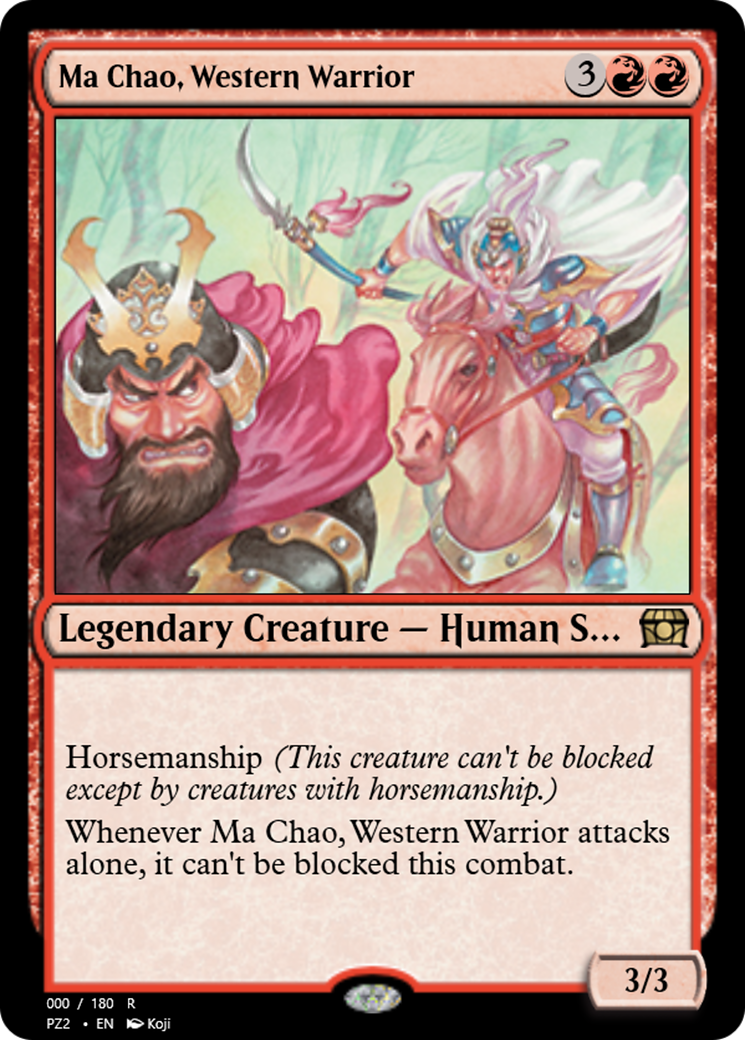 Ma Chao, Western Warrior 3
Legendary Creature — Human S...
Horsemanship (This creature can't be blocked
except by creatures with horsemanship.)
Whenever Ma Chao, Western Warrior attacks
alone, it can't be blocked this combat.
3/3
000 / 180 R
PZ2 • EN Koji